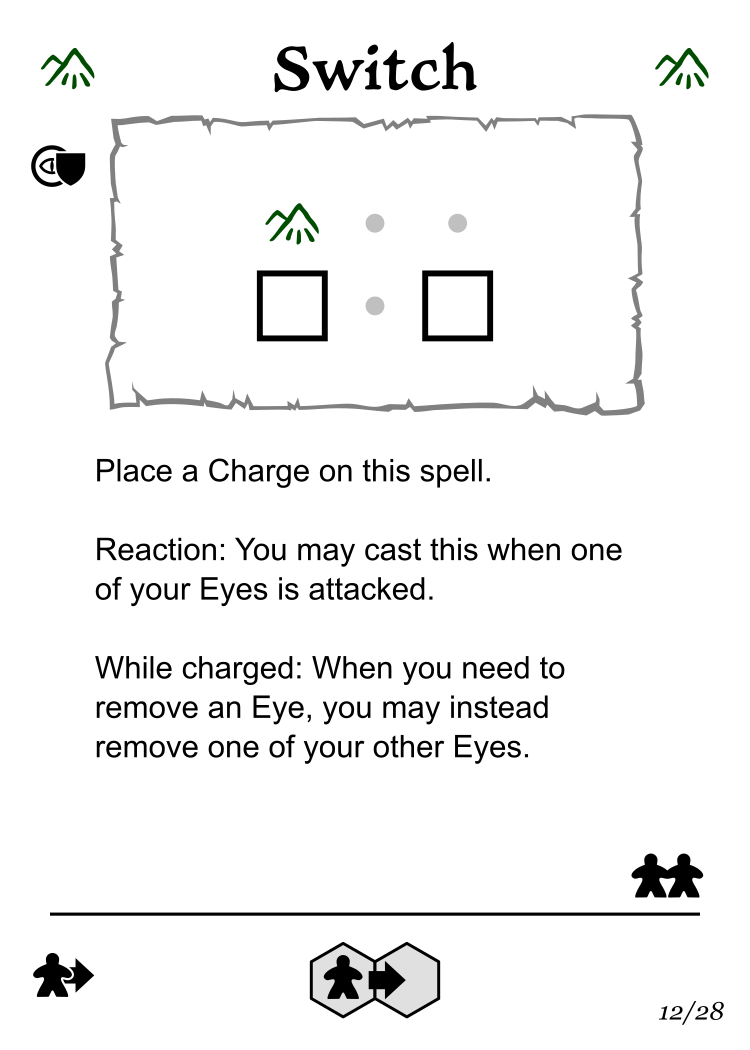 Switch
Place a Charge on this spell.
Reaction: You may cast this when one
of your Eyes is attacked.
While charged: When you need to
remove an Eye, you may instead
remove one of your other Eyes.
12/28